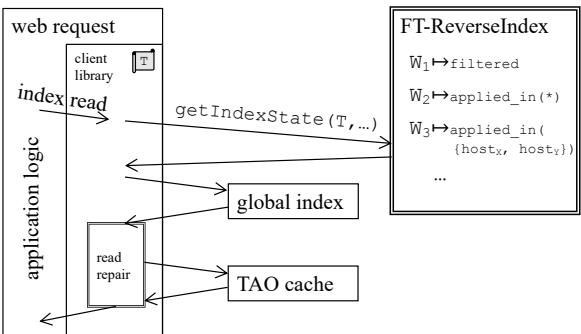 web request
client
library
T
index read
application logic
getIndexState(T,…)
FT-ReverseIndex
W₁↦filtered
W₂↦applied_in(*)
W₃↦applied_in(
{hostₓ, hostᵧ})
…
global index
read
repair
TAO cache